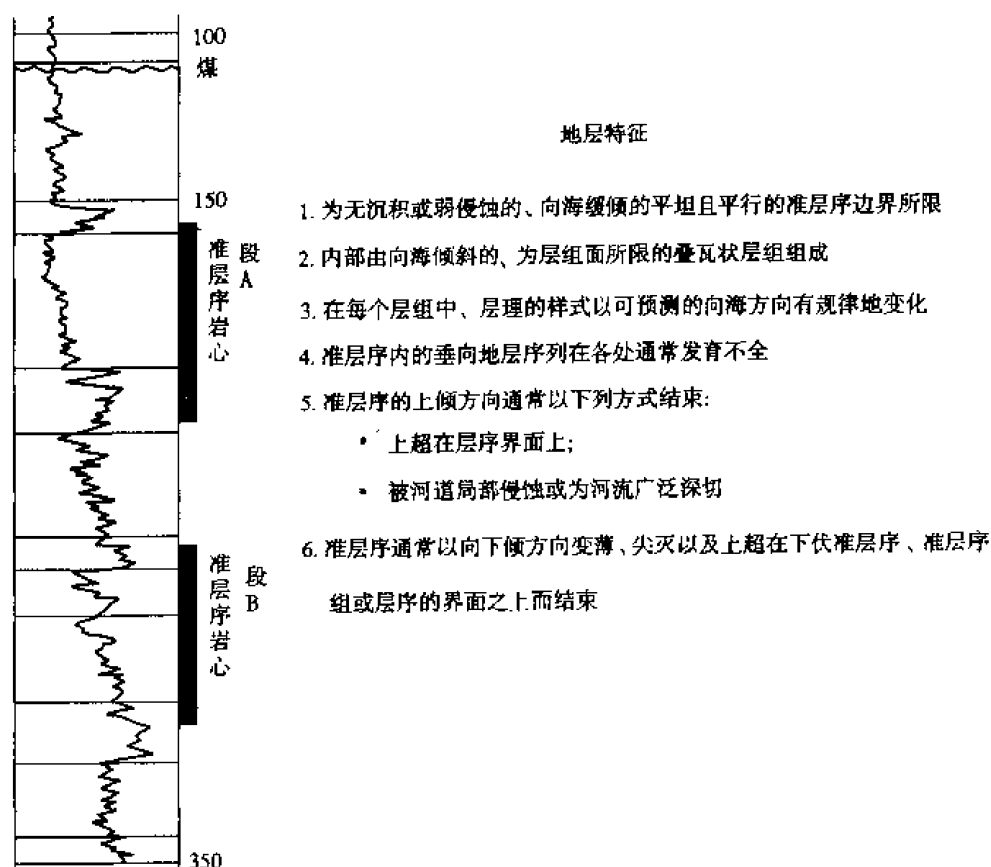 100
煤
地层特征
150
1. 为无沉积或弱侵蚀的、向海缓倾的平坦且平行的准层序边界所限
准层序岩心
段A
2. 内部由向海倾斜的、为层组面所限的叠瓦状层组组成
3. 在每个层组中、层理的样式以可预测的向海方向有规律地变化
4. 准层序内的垂向地层序列在各处通常发育不全
5. 准层序的上倾方向通常以下列方式结束:
• 上超在层序界面上;
• 被河道局部侵蚀或为河流广泛深切
准层序岩心
段B
6. 准层序通常以向下倾方向变薄、尖灭以及上超在下伏准层序、准层序
组或层序的界面之上而结束
350